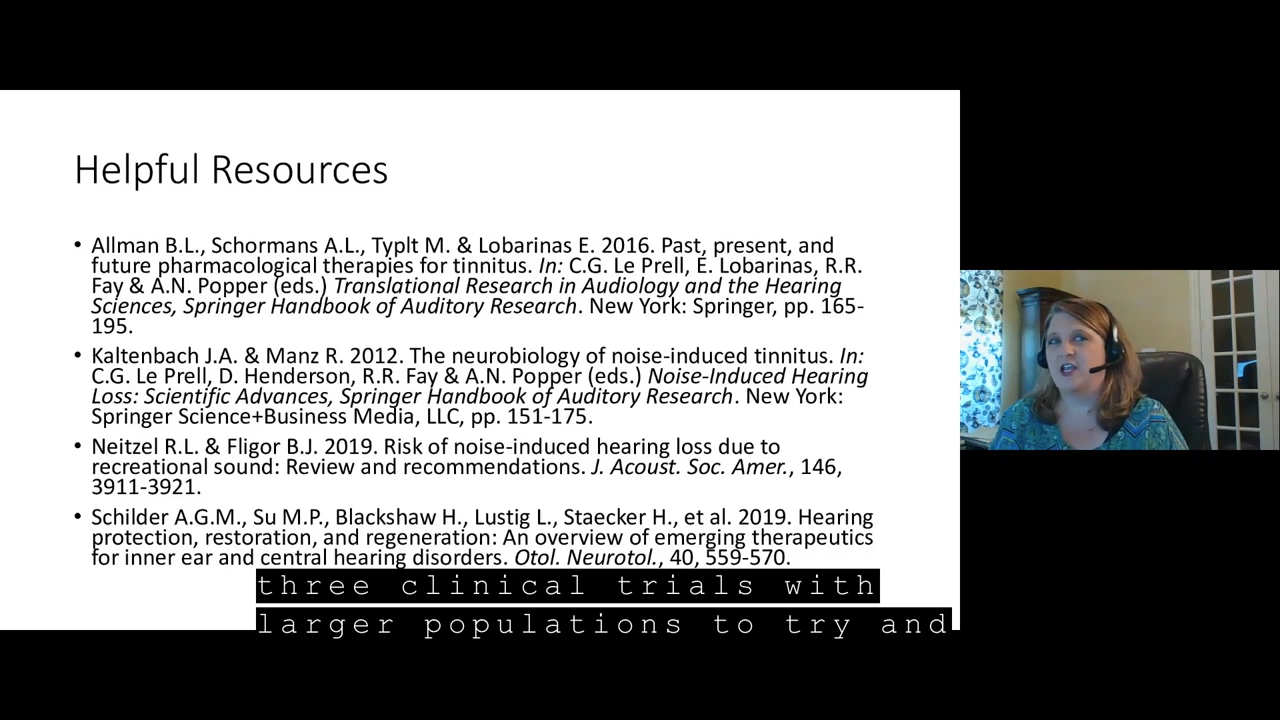 Helpful Resources
• Allman B.L., Schormans A.L., Typlt M. & Lobarinas E. 2016. Past, present, and
future pharmacological therapies for tinnitus. In: C.G. Le Prell, E. Lobarinas, R.R.
Fay & A.N. Popper (eds.) Translational Research in Audiology and the Hearing
Sciences, Springer Handbook of Auditory Research. New York: Springer, pp. 165-
195.
• Kaltenbach J.A. & Manz R. 2012. The neurobiology of noise-induced tinnitus. In:
C.G. Le Prell, D. Henderson, R.R. Fay & A.N. Popper (eds.) Noise-Induced Hearing
Loss: Scientific Advances, Springer Handbook of Auditory Research. New York:
Springer Science+Business Media, LLC, pp. 151-175.
• Neitzel R.L. & Fligor B.J. 2019. Risk of noise-induced hearing loss due to
recreational sound: Review and recommendations. J. Acoust. Soc. Amer., 146,
3911-3921.
• Schilder A.G.M., Su M.P., Blackshaw H., Lustig L., Staecker H., et al. 2019. Hearing
protection, restoration, and regeneration: An overview of emerging therapeutics
for inner ear and central hearing disorders. Otol. Neurotol., 40, 559-570.
three clinical trials with
larger populations to try and